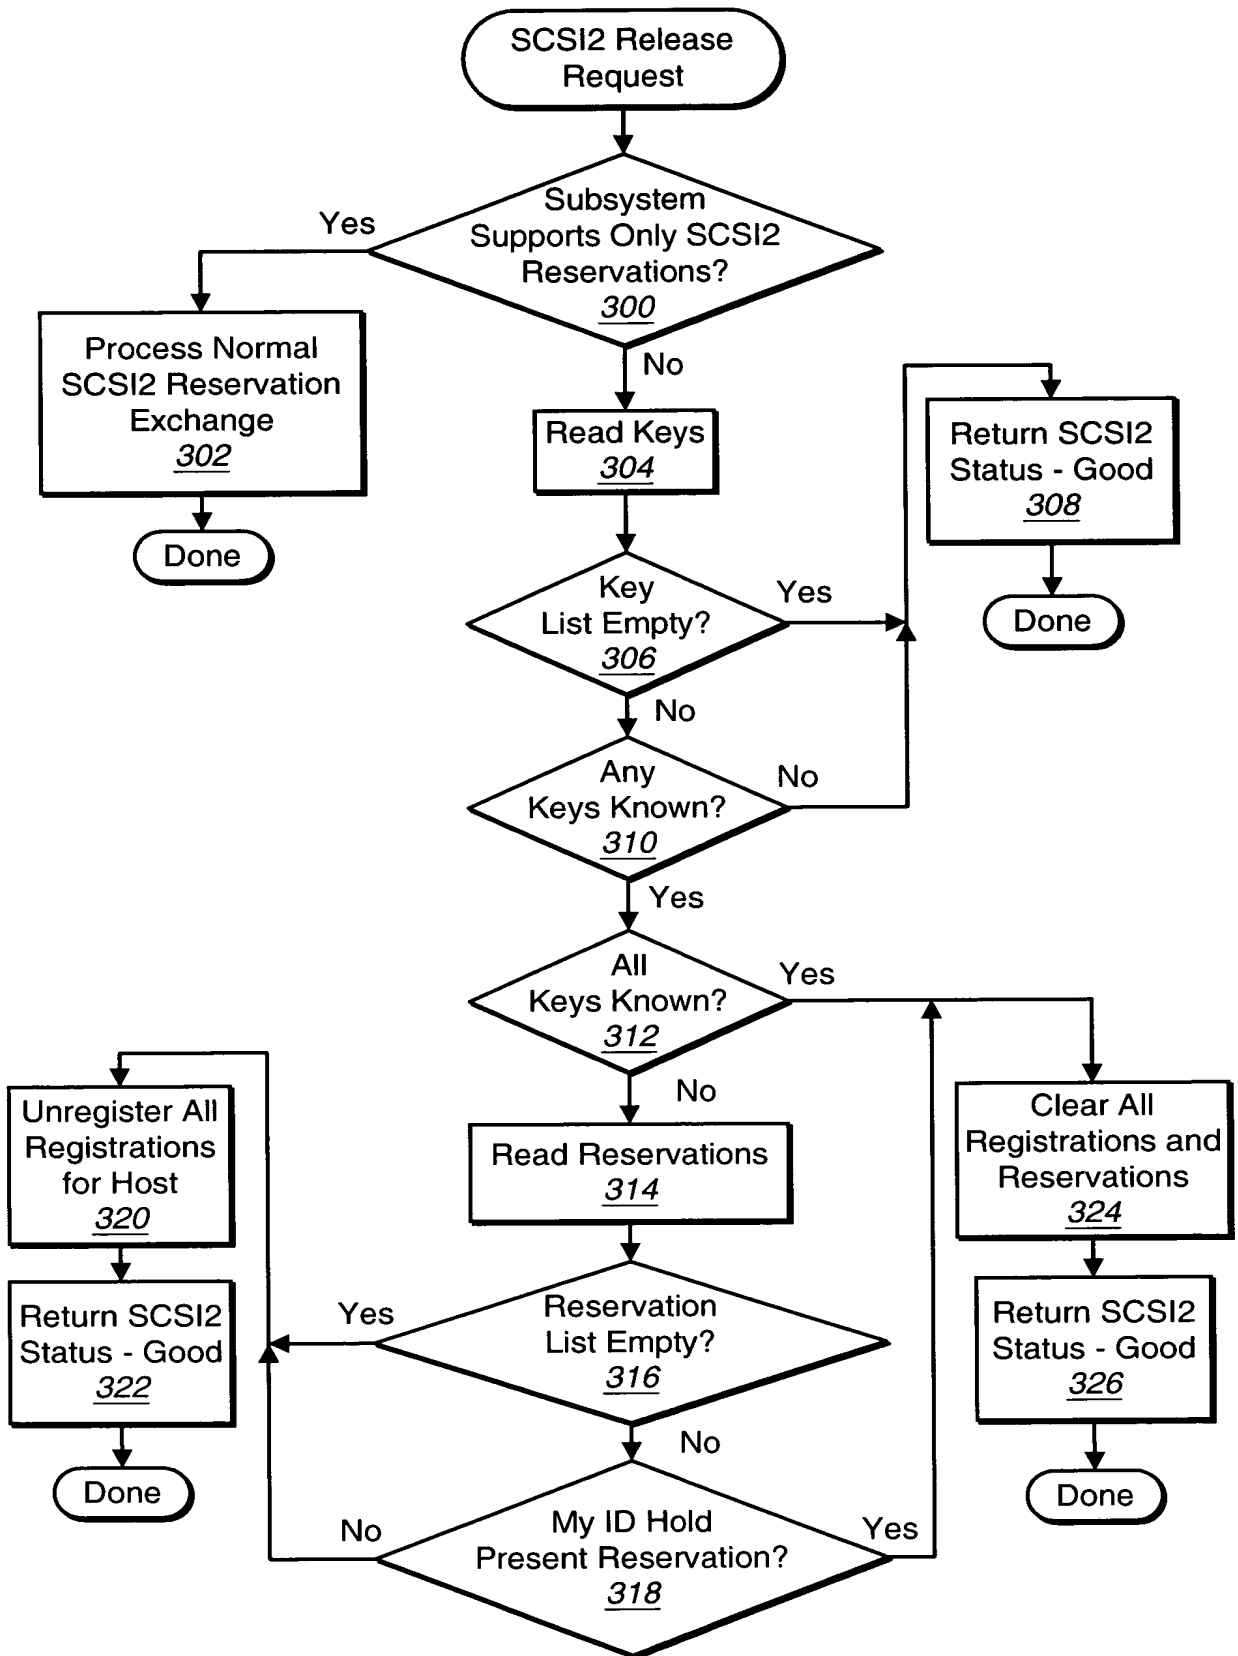 SCSI2 Release
Request
Subsystem
Supports Only SCSI2
Reservations?
300
Yes
No
Process Normal
SCSI2 Reservation
Exchange
302
Done
Read Keys
304
Return SCSI2
Status - Good
308
Done
Key
List Empty?
306
Yes
No
Any
Keys Known?
310
No
Yes
All
Keys Known?
312
Yes
No
Unregister All
Registrations
for Host
320
Read Reservations
314
Clear All
Registrations and
Reservations
324
Return SCSI2
Status - Good
322
Done
Yes
Reservation
List Empty?
316
No
Return SCSI2
Status - Good
326
Done
No
My ID Hold
Present Reservation?
318
Yes